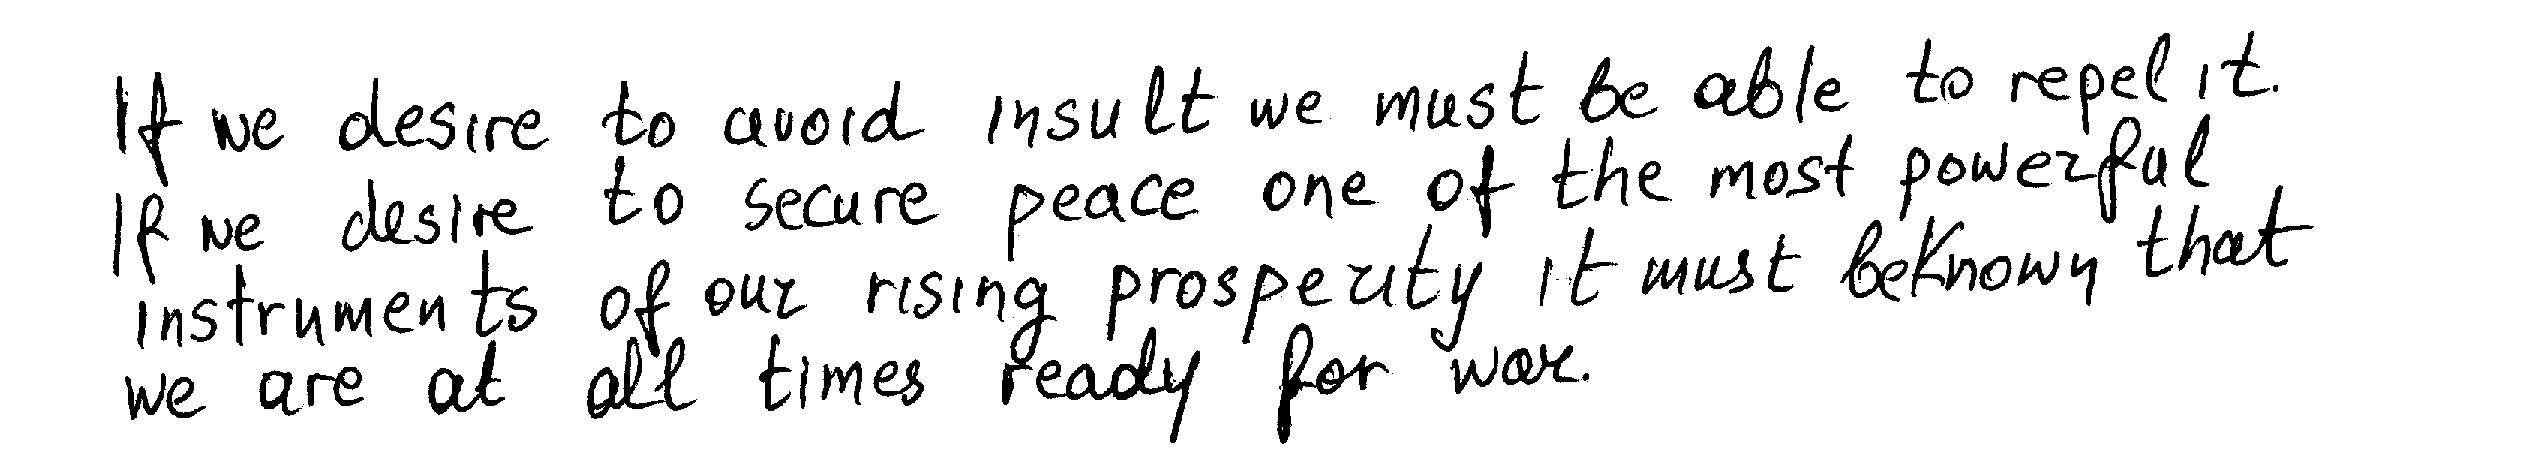 If we desire to avoid insult we must be able to repel it.
If we desire to secure peace one of the most powerful
instruments of our rising prosperity it must be known that
we are at all times ready for war.